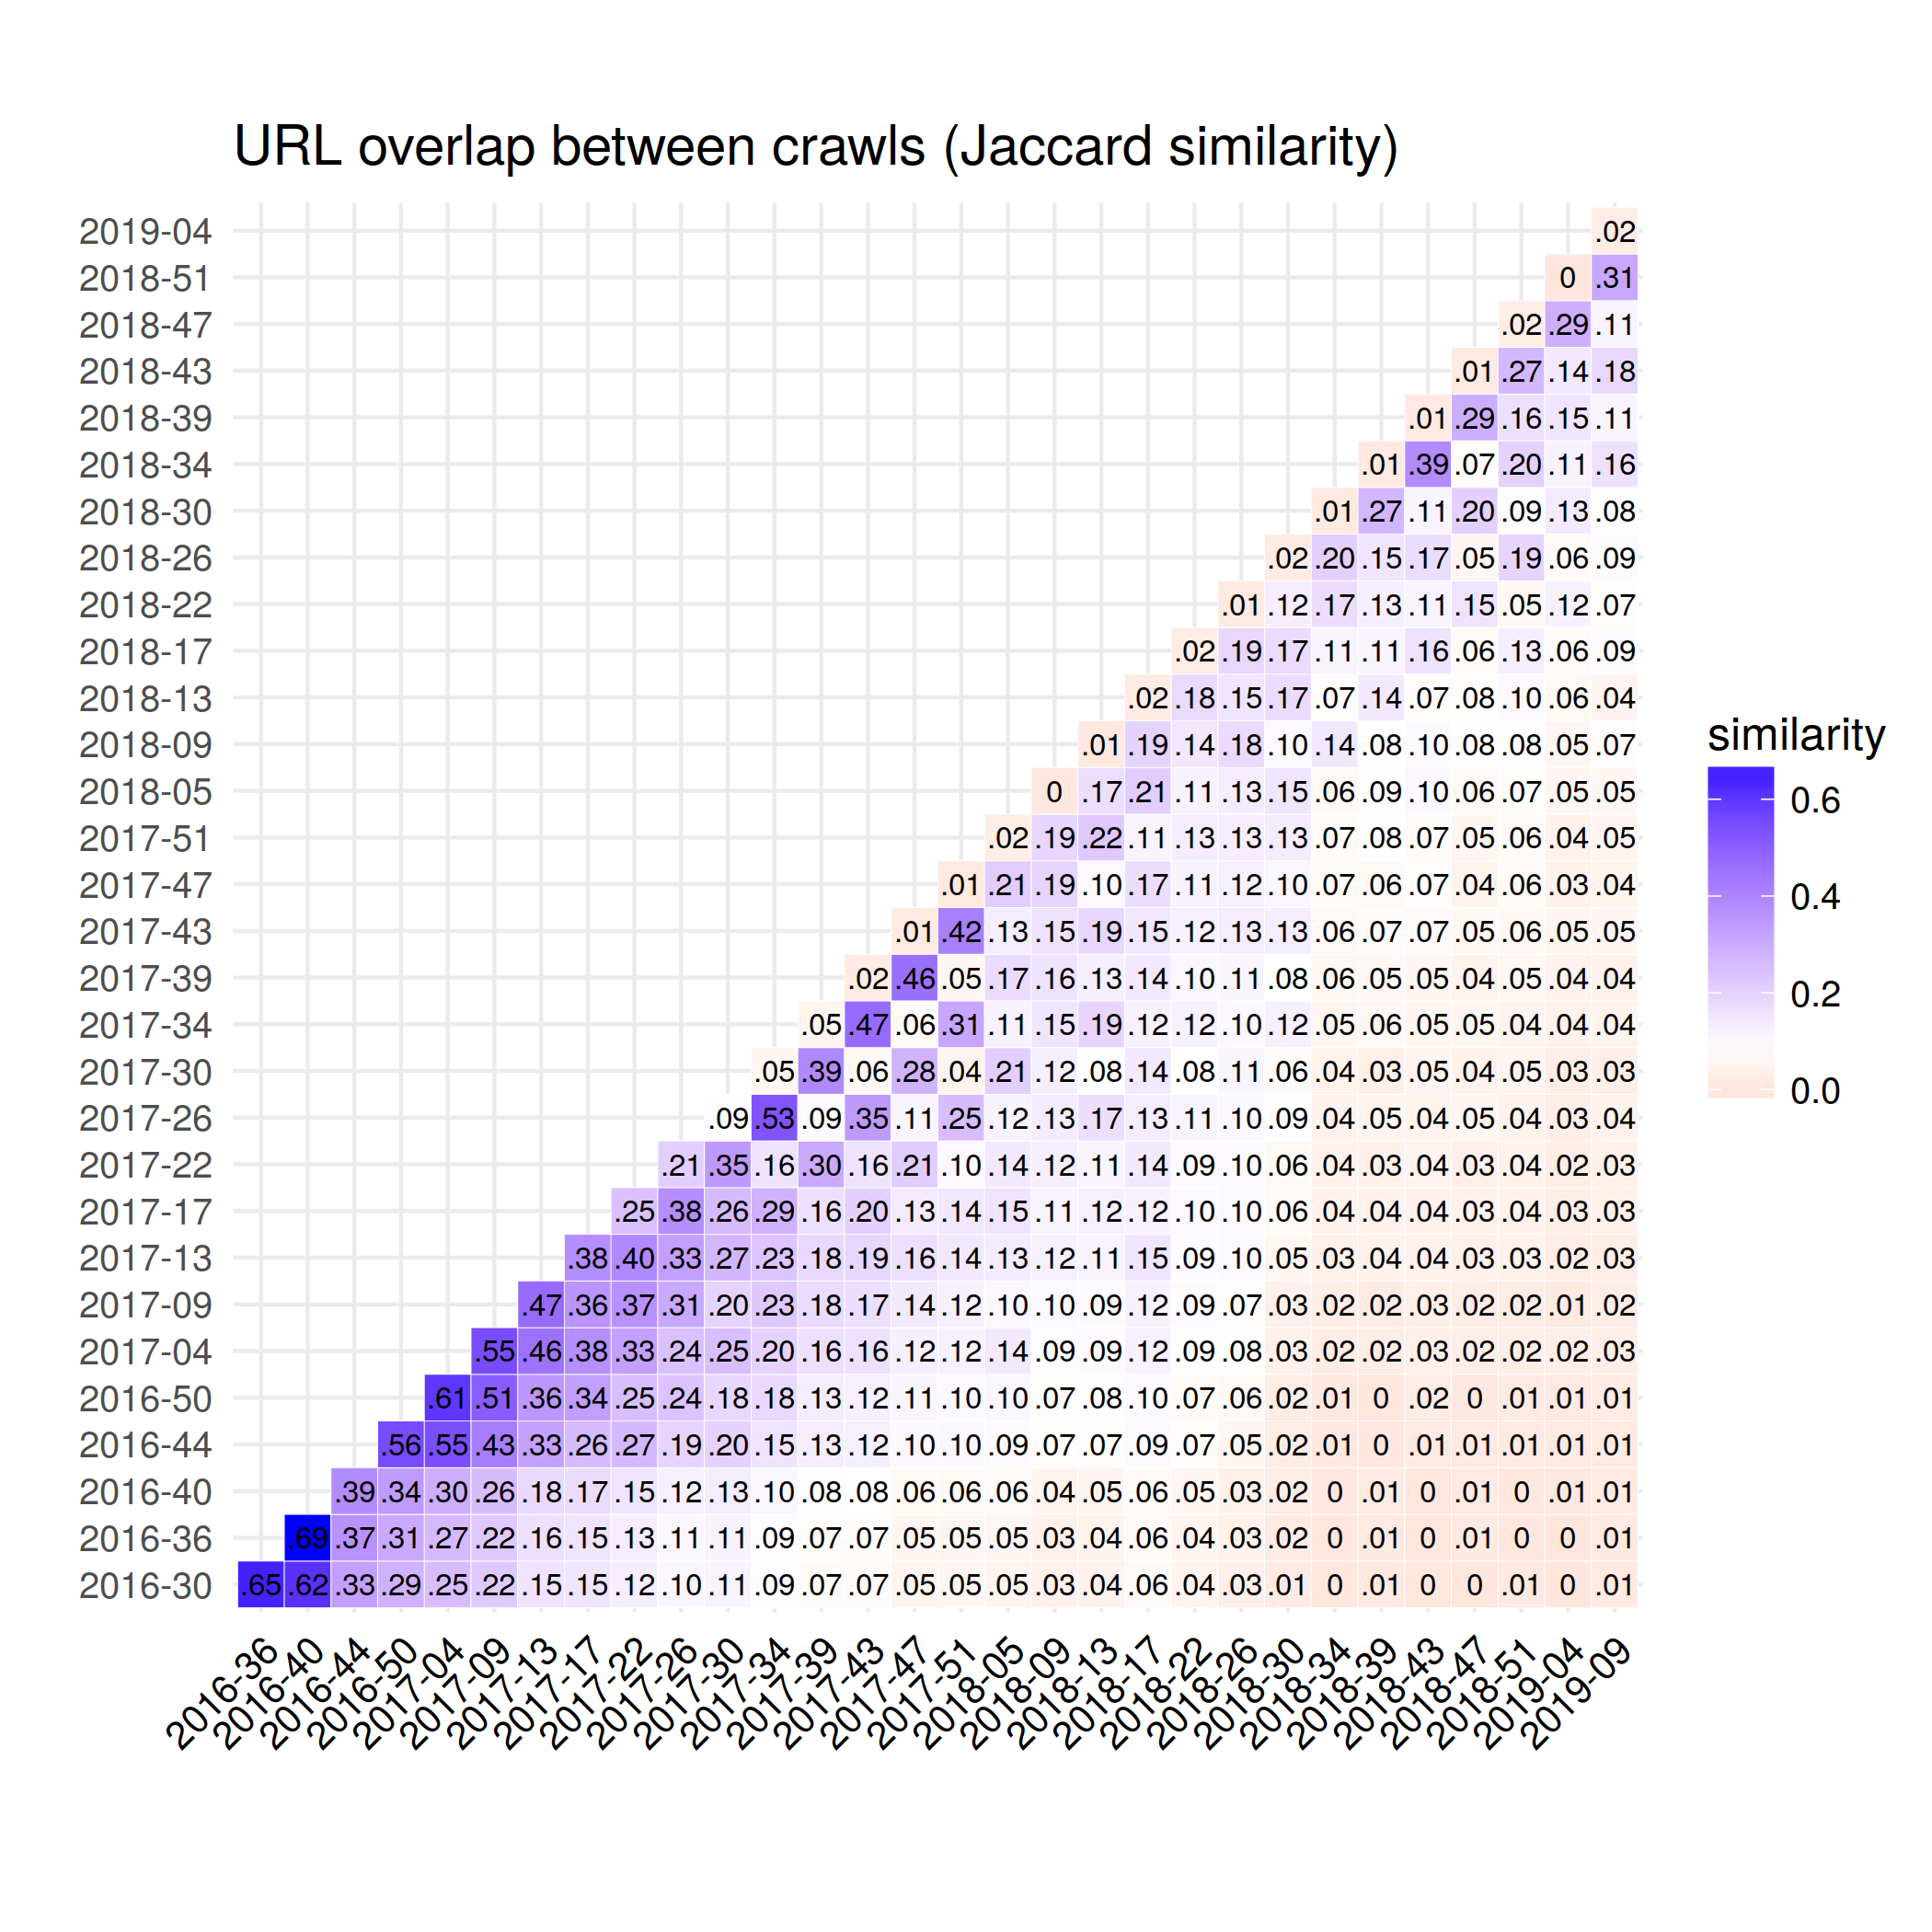 URL overlap between crawls (Jaccard similarity)
2019-04 .02
2018-51 0 .31
2018-47 .02 .29 .11
2018-43 .01 .27 .14 .18
2018-39 .01 .29 .16 .15 .11
2018-34 .01 .39 .07 .20 .11 .16
2018-30 .01 .27 .11 .20 .09 .13 .08
2018-26 .02 .20 .15 .17 .05 .19 .06 .09
2018-22 .01 .12 .17 .13 .11 .15 .05 .12 .07
2018-17 .02 .19 .17 .11 .11 .16 .06 .13 .06 .09
2018-13 .02 .18 .15 .17 .07 .14 .07 .08 .10 .06 .04
2018-09 .01 .19 .14 .18 .10 .14 .08 .10 .08 .08 .05 .07
2018-05 0 .17 .21 .11 .13 .15 .06 .09 .10 .06 .07 .05 .05
2017-51 .02 .19 .22 .11 .13 .13 .13 .07 .08 .07 .05 .06 .04 .05
2017-47 .01 .21 .19 .10 .17 .11 .12 .10 .07 .06 .07 .04 .06 .03 .04
2017-43 .01 .42 .13 .15 .19 .15 .12 .13 .13 .06 .07 .07 .05 .06 .05 .05
2017-39 .02 .46 .05 .17 .16 .13 .14 .10 .11 .08 .06 .05 .05 .04 .05 .04 .04
2017-34 .05 .47 .06 .31 .11 .15 .19 .12 .12 .10 .12 .05 .06 .05 .05 .04 .04 .04
2017-30 .05 .39 .06 .28 .04 .21 .12 .08 .14 .08 .11 .06 .04 .03 .05 .04 .05 .03 .03
2017-26 .09 .53 .09 .35 .11 .25 .12 .13 .17 .13 .11 .10 .09 .04 .05 .04 .05 .04 .03 .04
2017-22 .21 .35 .16 .30 .16 .21 .10 .14 .12 .11 .14 .09 .10 .06 .04 .03 .04 .03 .04 .02 .03
2017-17 .25 .38 .26 .29 .16 .20 .13 .14 .15 .11 .12 .12 .10 .10 .06 .04 .04 .04 .03 .04 .03 .03
2017-13 .38 .40 .33 .27 .23 .18 .19 .16 .14 .13 .12 .11 .15 .09 .10 .05 .03 .04 .04 .03 .03 .02 .03
2017-09 .47 .36 .37 .31 .20 .23 .18 .17 .14 .12 .10 .10 .09 .12 .09 .07 .03 .02 .02 .03 .02 .02 .01 .02
2017-04 .55 .46 .38 .33 .24 .25 .20 .16 .16 .12 .12 .14 .09 .09 .12 .09 .08 .03 .02 .02 .03 .02 .02 .02 .03
2016-50 .61 .51 .36 .34 .25 .24 .18 .18 .13 .12 .11 .10 .10 .07 .08 .10 .07 .06 .02 .01 0 .02 0 .01 .01 .01
2016-44 .56 .55 .43 .33 .26 .27 .19 .20 .15 .13 .12 .10 .10 .09 .07 .07 .09 .07 .05 .02 .01 0 .01 .01 .01 .01 .01
2016-40 .39 .34 .30 .26 .18 .17 .15 .12 .13 .10 .08 .08 .06 .06 .06 .04 .05 .06 .05 .03 .02 0 .01 0 .01 0 .01 .01
2016-36 .69 .37 .31 .27 .22 .16 .15 .13 .11 .11 .09 .07 .07 .05 .05 .05 .03 .04 .06 .04 .03 .02 0 .01 0 .01 0 0 .01
2016-30 .65 .62 .33 .29 .25 .22 .15 .15 .12 .10 .11 .09 .07 .07 .05 .05 .05 .03 .04 .06 .04 .03 .01 0 .01 0 0 .01 0 .01
2016-36
2016-40
2016-44
2016-50
2017-04
2017-09
2017-13
2017-17
2017-22
2017-26
2017-30
2017-34
2017-39
2017-43
2017-47
2017-51
2018-05
2018-09
2018-13
2018-17
2018-22
2018-26
2018-30
2018-34
2018-39
2018-43
2018-47
2018-51
2019-04
2019-09
similarity
0.6
0.4
0.2
0.0